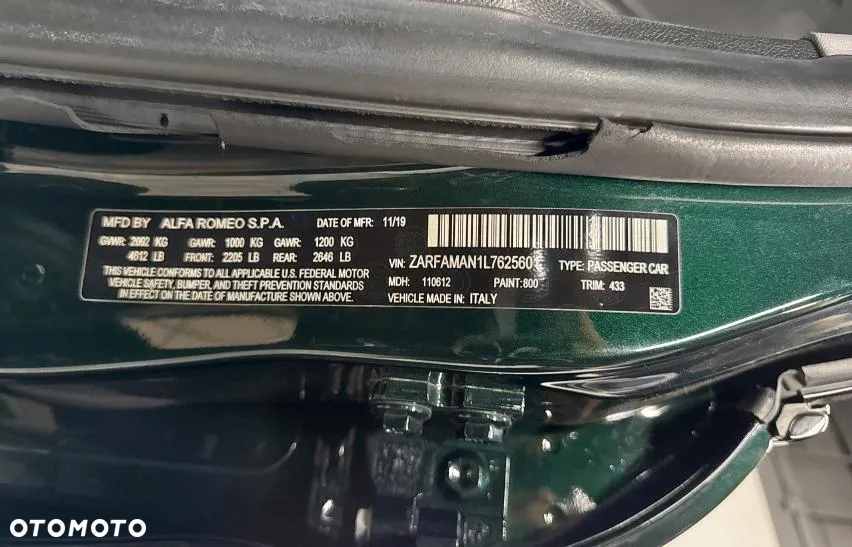 MFD BY ALFA ROMEO S.P.A. DATE OF MFR: 11/19
GVWR: 2092 KG GAWR: 1000 KG GAWR: 1200 KG
4612 LB FRONT: 2205 LB REAR: 2646 LB
THIS VEHICLE CONFORMS TO ALL APPLICABLE U.S. FEDERAL MOTOR
VEHICLE SAFETY, BUMPER, AND THEFT PREVENTION STANDARDS
IN EFFECT ON THE DATE OF MANUFACTURE SHOWN ABOVE.
VIN: TYPE: PASSENGER CAR
MDH: 110612 PAINT: 800 TRIM: 433
VEHICLE MADE IN: ITALY
OTOMOTO